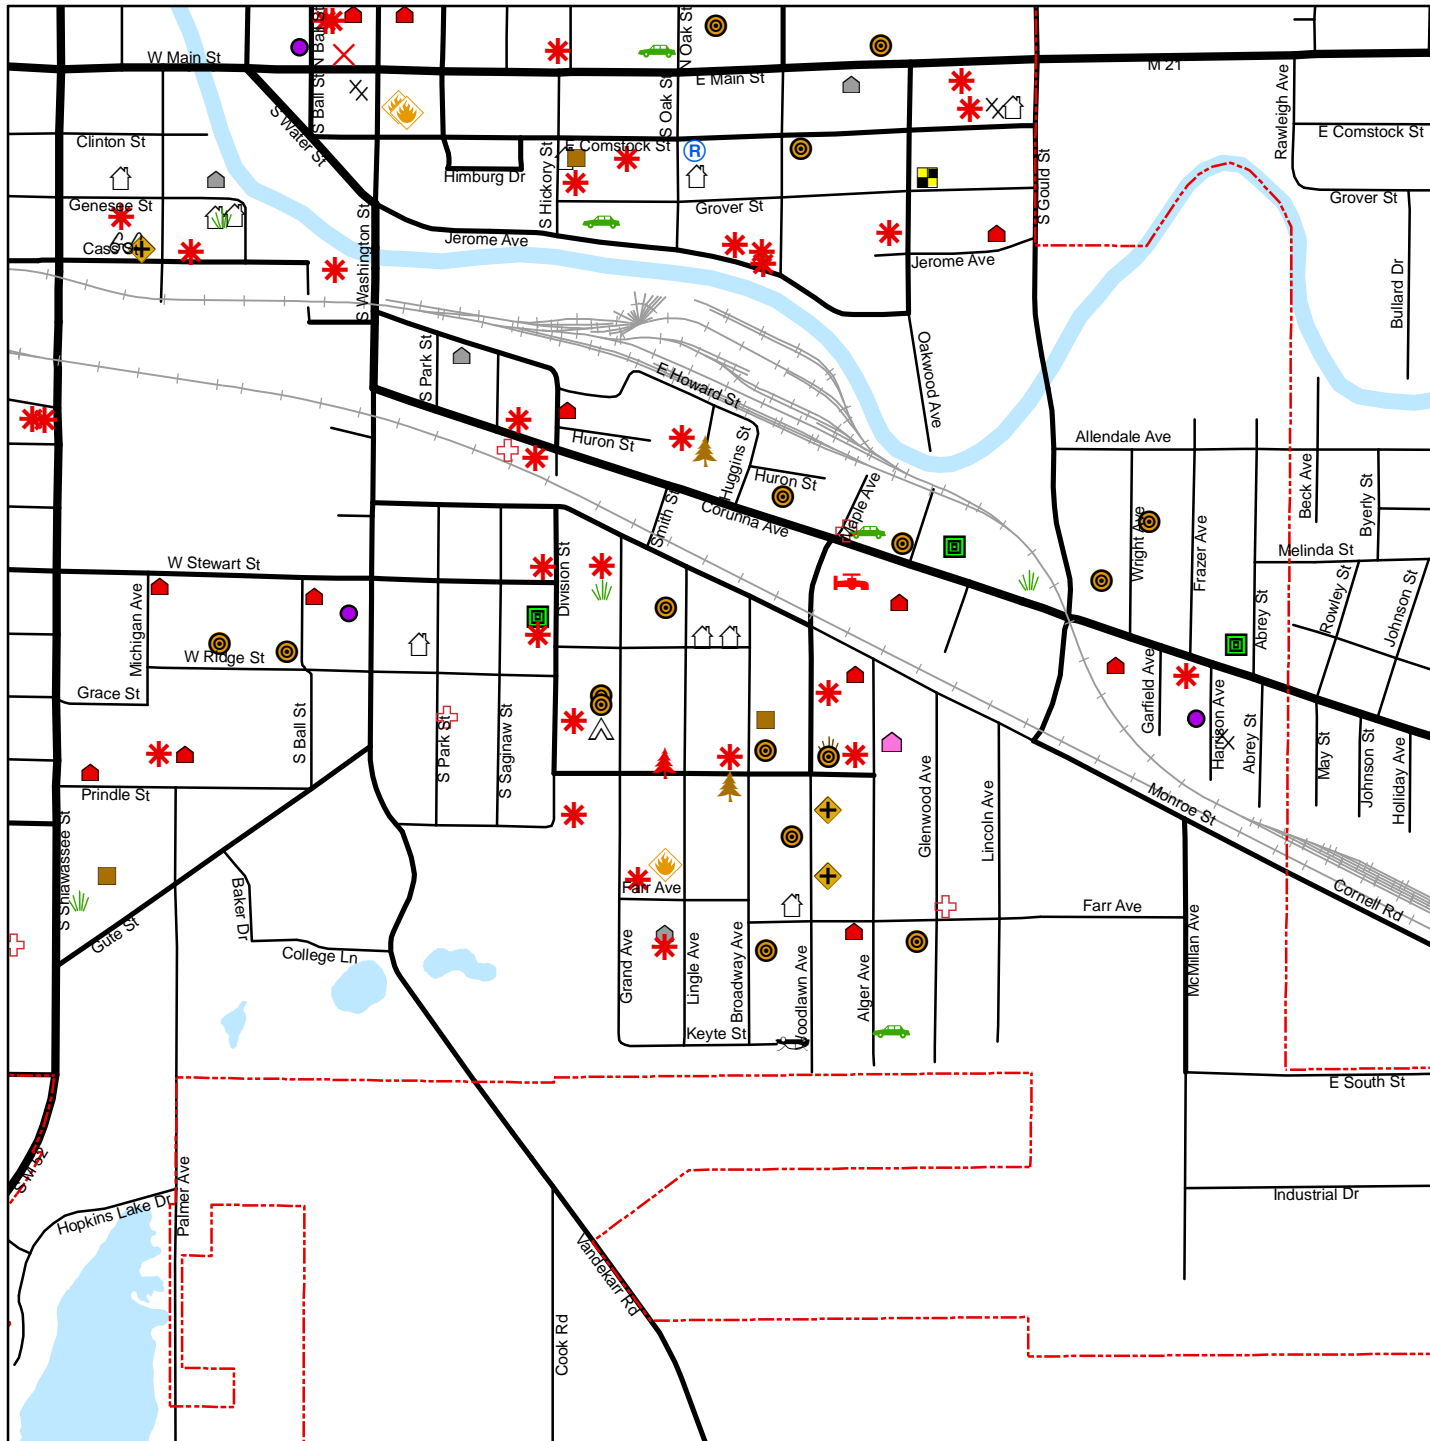 N Ball St
N Oak St
W Main St
M 21
E Main St
S Ball St
S Oak St
Rawleigh Ave
S Water St
E Comstock St
Clinton St
E Comstock St
R
Himburg Dr
S Hickory St
S Gould St
Genesee St
Grover St
Grover St
Cass St
S Washington St
Jerome Ave
Jerome Ave
Bullard Dr
S Park St
E Howard St
Oakwood Ave
Huron St
Allendale Ave
Huggins St
Huron St
Beck Ave
Byerly St
Smith St
Corunna Ave
Maple Ave
Wright Ave
Frazer Ave
Melinda St
W Stewart St
Division St
Michigan Ave
Abrey St
Rowley St
Johnson St
W Ridge St
Grace St
S Ball St
S Park St
S Saginaw St
Garfield Ave
Harrison Ave
Abrey St
May St
Johnson St
Holliday Ave
Prindle St
S Shiawassee St
Glenwood Ave
Lincoln Ave
Monroe St
Baker Dr
Farr Ave
Cornell Rd
Gute St
Farr Ave
College Ln
Grand Ave
Lingle Ave
Broadway Ave
Woodlawn Ave
Alger Ave
McMillan Ave
Keyte St
E South St
S M 52
Palmer Ave
Hopkins Lake Dr
Industrial Dr
Vandekarr Rd
Cook Rd